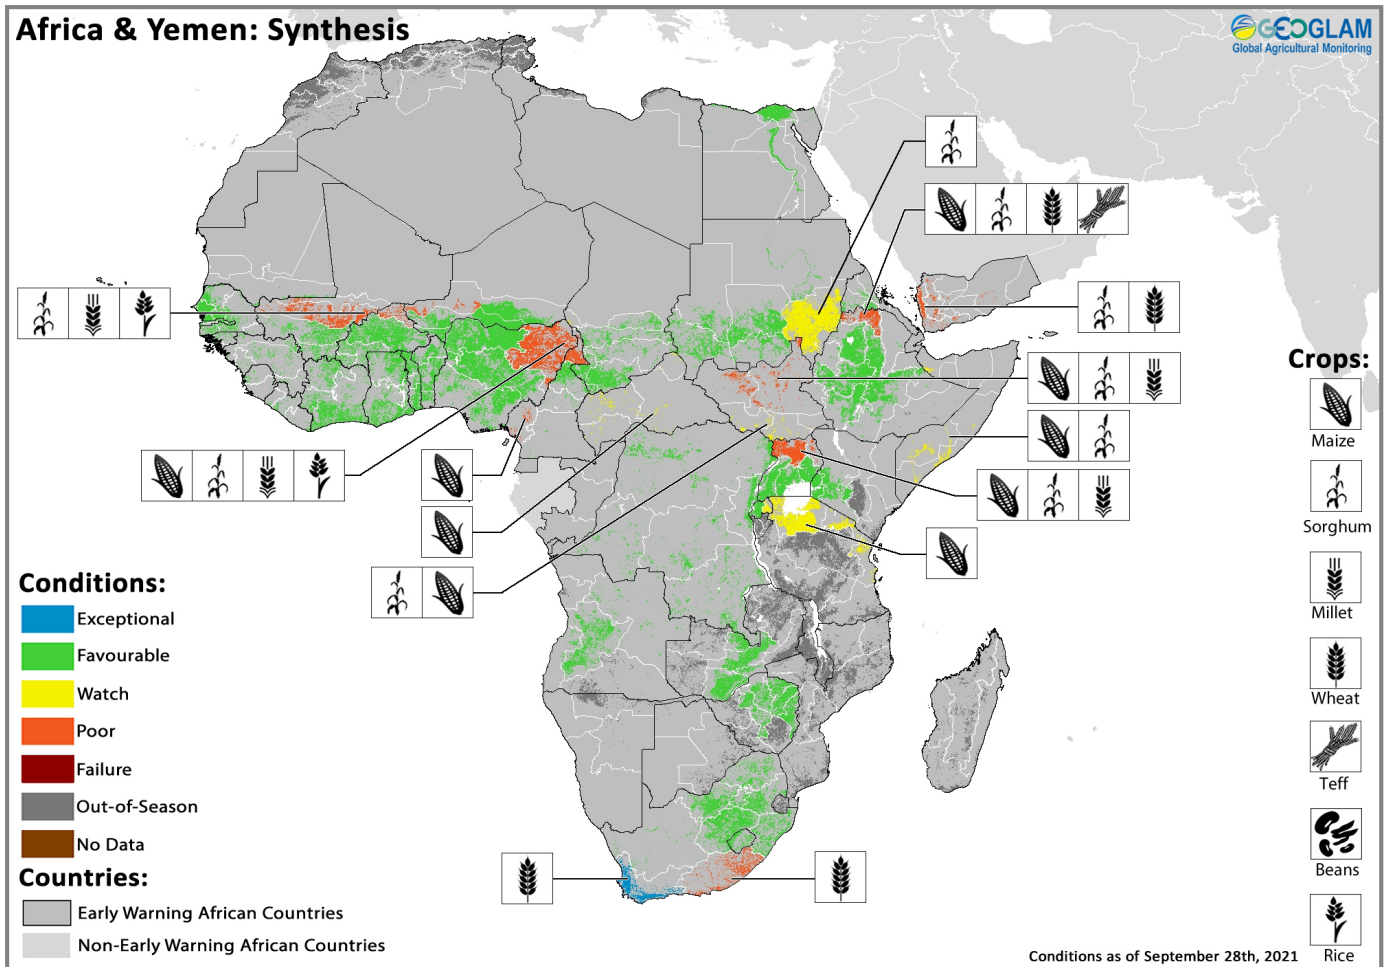 Africa & Yemen: Synthesis
GEOGLAM
Global Agricultural Monitoring
Crops:
Maize
Sorghum
Millet
Wheat
Teff
Beans
Rice
Conditions:
Exceptional
Favourable
Watch
Poor
Failure
Out-of-Season
No Data
Countries:
Early Warning African Countries
Non-Early Warning African Countries
Conditions as of September 28th, 2021